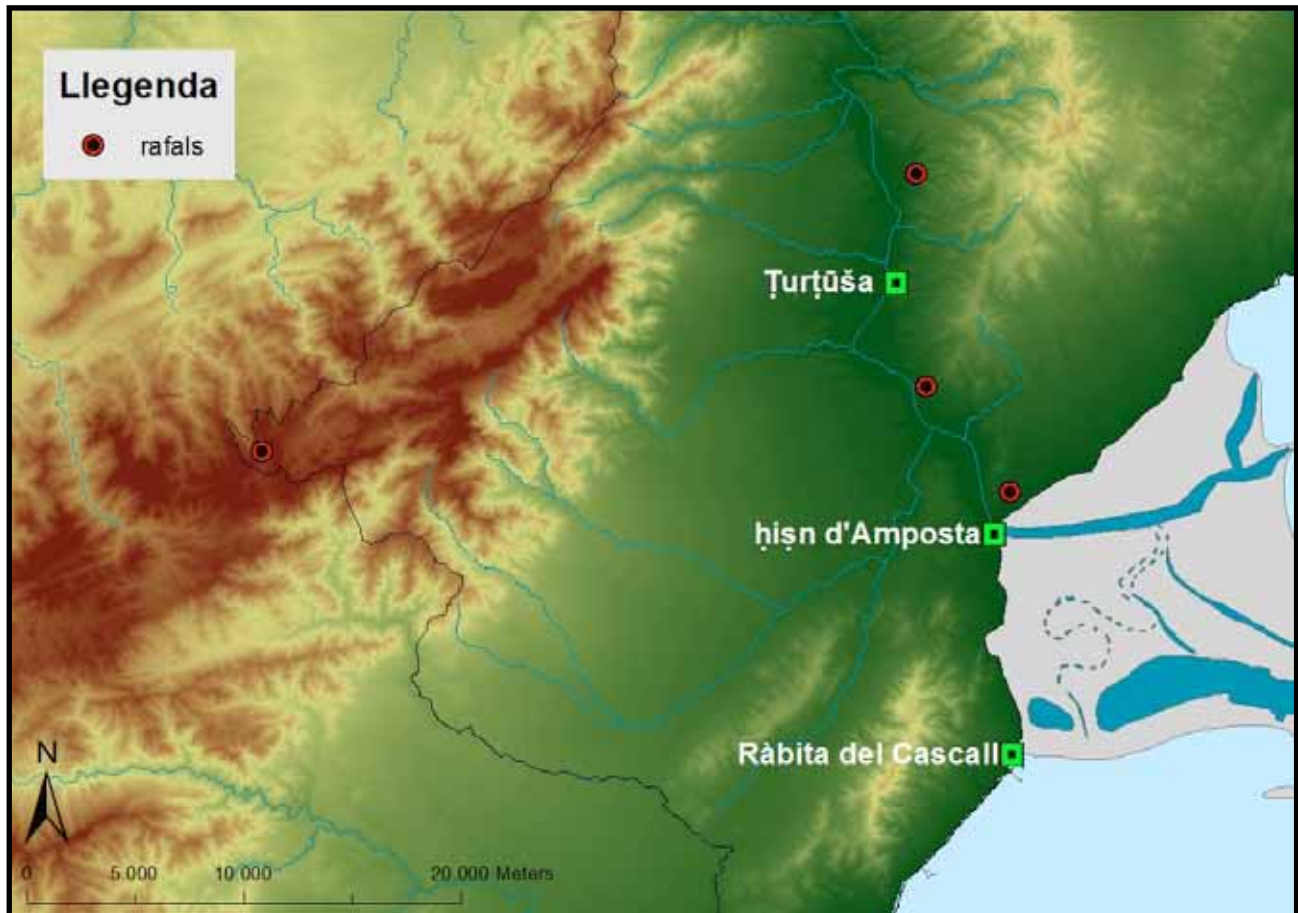 Llegenda
rafals
Ṭurṭūša
ḥiṣn d'Amposta
Ràbita del Cascall
N
0 5.000 10.000 20.000 Meters